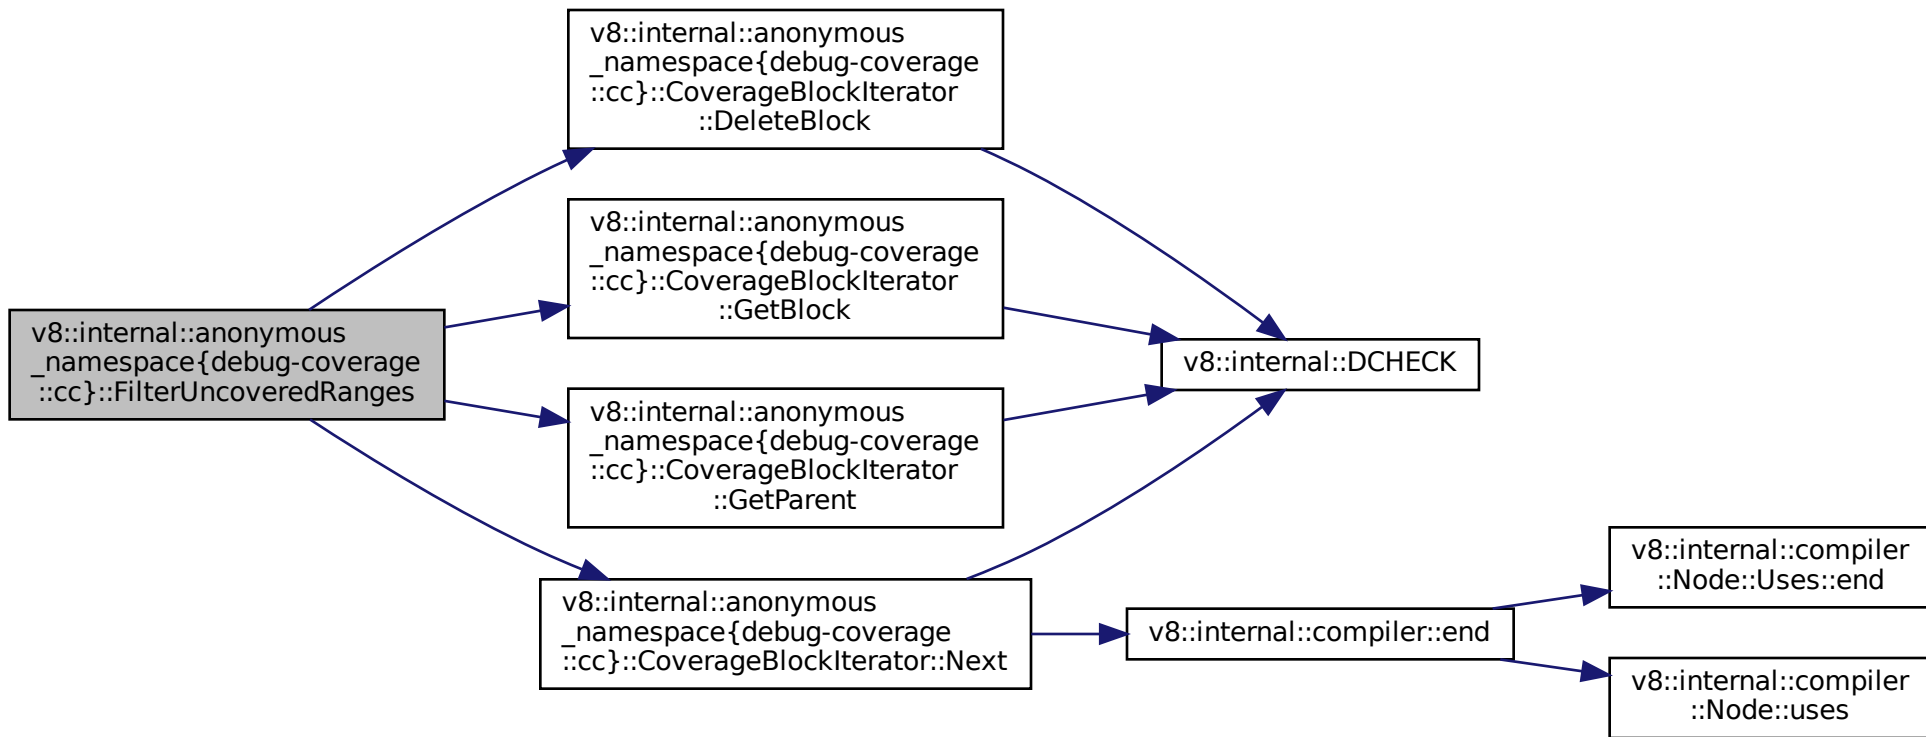 v8::internal::anonymous
_namespace{debug-coverage
::cc}::FilterUncoveredRanges
v8::internal::anonymous
_namespace{debug-coverage
::cc}::CoverageBlockIterator
::DeleteBlock
v8::internal::anonymous
_namespace{debug-coverage
::cc}::CoverageBlockIterator
::GetBlock
v8::internal::anonymous
_namespace{debug-coverage
::cc}::CoverageBlockIterator
::GetParent
v8::internal::anonymous
_namespace{debug-coverage
::cc}::CoverageBlockIterator::Next
v8::internal::DCHECK
v8::internal::compiler::end
v8::internal::compiler
::Node::Uses::end
v8::internal::compiler
::Node::uses